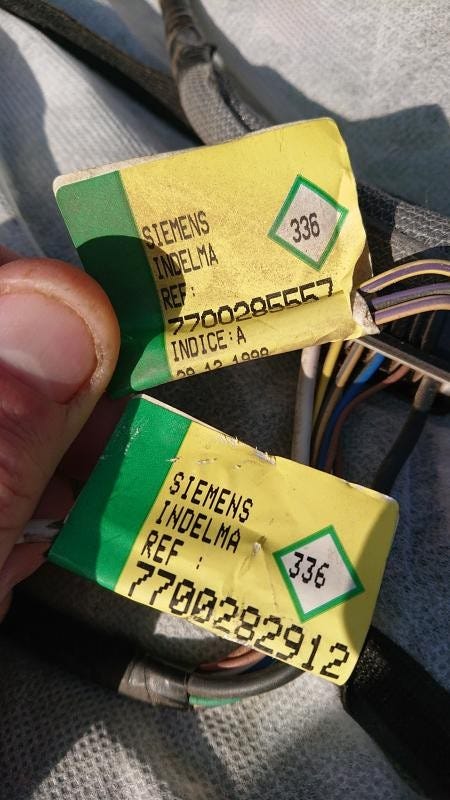 SIEMENS
INDELMA
REF:
7700285557
INDICE:A
336
SIEMENS
INDELMA
REF :
7700282912
336